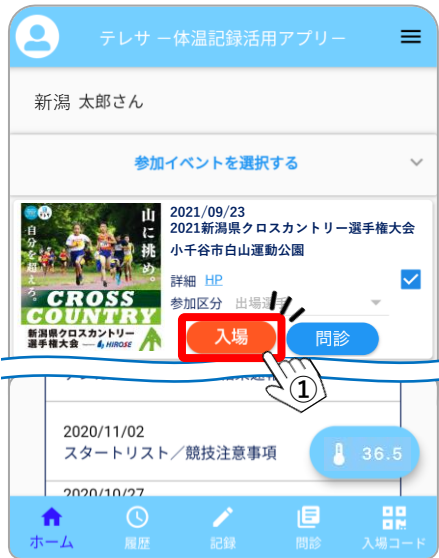 テレサ ー体温記録活用アプリー
新潟 太郎さん
参加イベントを選択する
自分を超えろ。
山に挑め。
CROSS
COUNTRY
新潟県クロスカントリー
選手権大会
HIROSE
2021/09/23
2021新潟県クロスカントリー選手権大会
小千谷市白山運動公園
詳細 HP
参加区分 出場選手
入場
問診
①
2020/11/02
スタートリスト/競技注意事項
36.5
2020/10/27
ホーム
履歴
記録
問診
入場コード